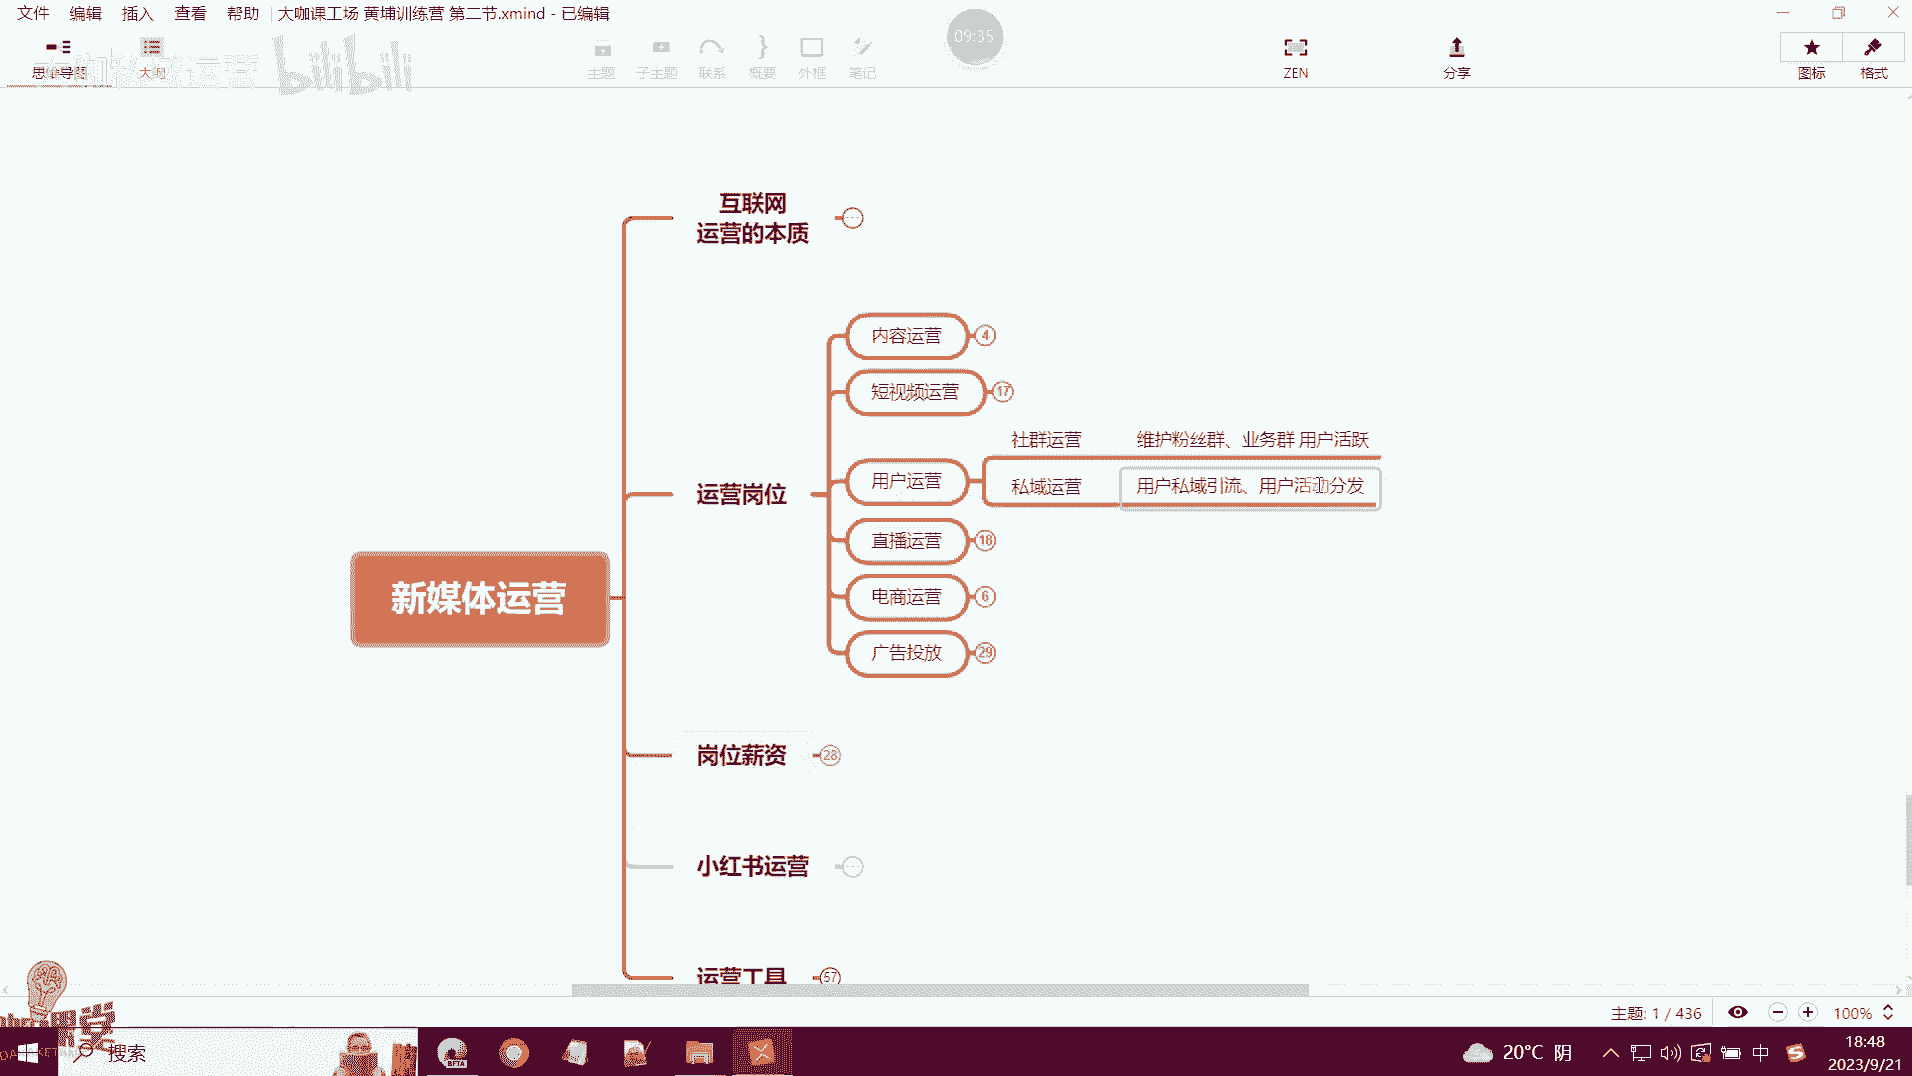 文件 编辑 插入 查看 帮助 大咖课工场 黄埔训练营 第二节.xmind - 已编辑
思维导图 大纲 主题 子主题 联系 概要 外框 笔记 09:35 ZEN 分享 图标 格式
bilibili
互联网
运营的本质
内容运营 4
短视频运营 17
社群运营 维护粉丝群、业务群 用户活跃
用户运营
私域运营 用户私域引流、用户活动分发
运营岗位
直播运营 18
电商运营 6
广告投放 29
新媒体运营
岗位薪资 28
小红书运营
运营工具 57
主题: 1 / 436 100%
课堂
搜索
20°C 阴 中
18:48
2023/9/21